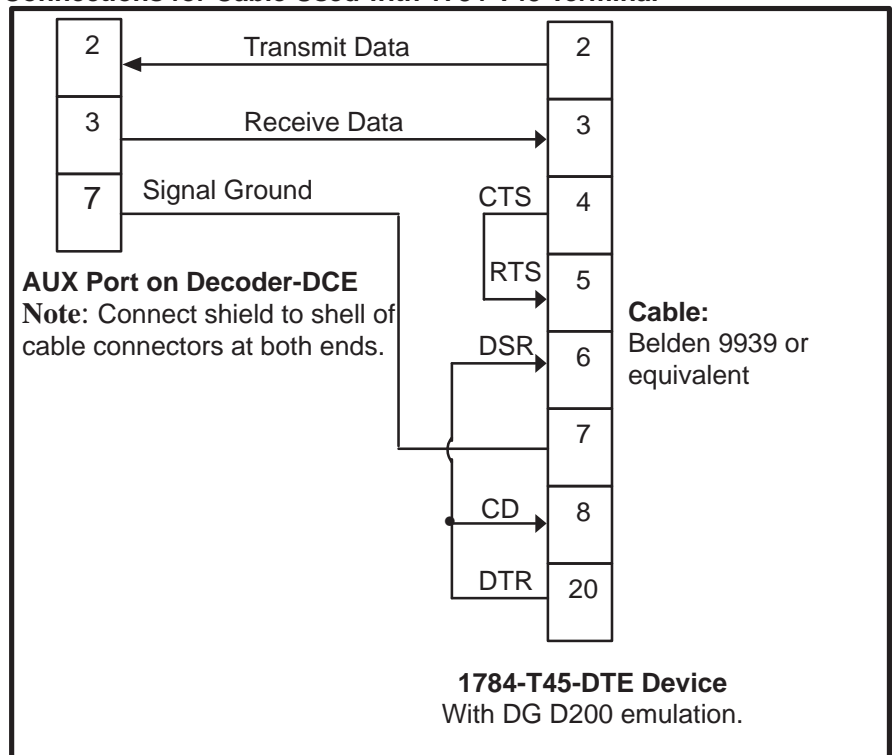 2 Transmit Data 2
3 Receive Data 3
7 Signal Ground
CTS 4
RTS 5
AUX Port on Decoder-DCE
Note: Connect shield to shell of
cable connectors at both ends.
Cable:
Belden 9939 or
equivalent
DSR 6
7
CD 8
DTR 20
1784-T45-DTE Device
With DG D200 emulation.